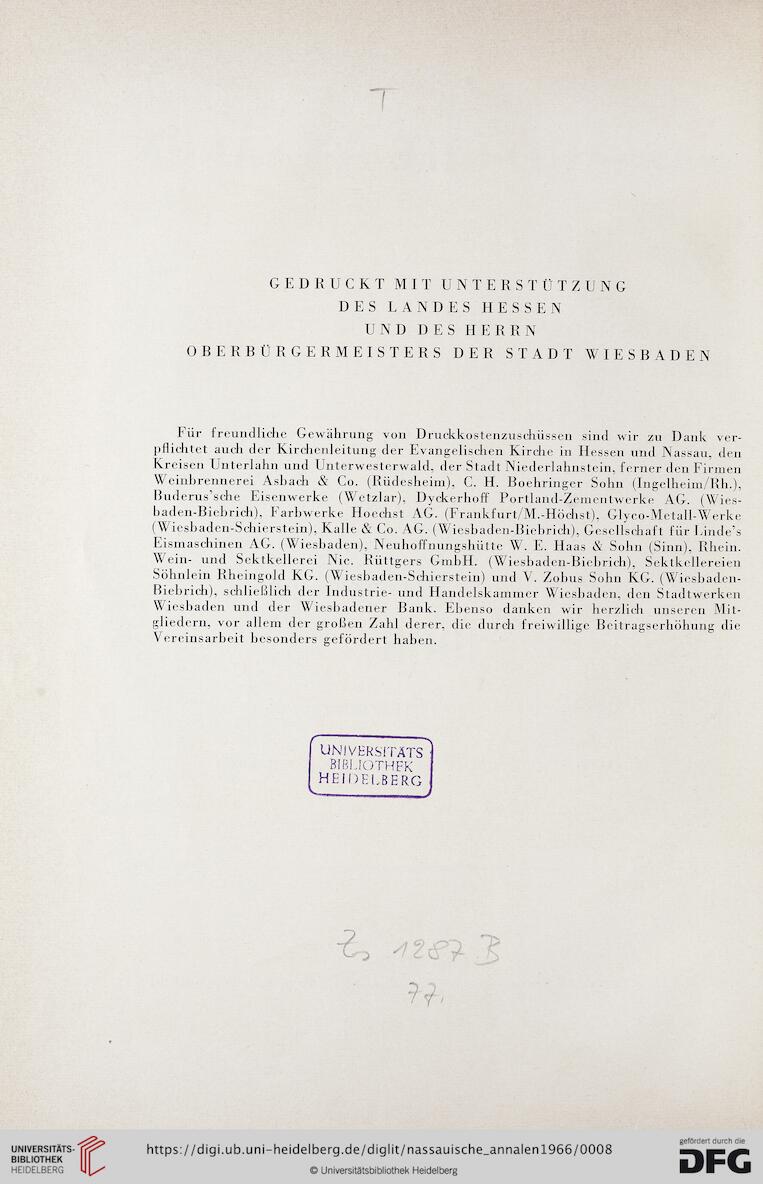 T
GEDRUCKT MIT UNTERSTÜTZUNG
DES LANDES HESSEN
UND DES HERRN
OBERBÜRGERMEISTERS DER STADT WIESBADEN
Für freundliche Gewährung von Druckkostenzuschüssen sind wir zu Dank ver-
pflichtet auch der Kirchenleitung der Evangelischen Kirche in Hessen und Nassau, den
Kreisen Unterlahn und Unterwesterwald, der Stadt Niederlahnstein, ferner den Firmen
Weinbrennerei Asbach & Co. (Rüdesheim), C. H. Boehringer Sohn (Ingelheim/Rh.),
Buderus'sche Eisenwerke (Wetzlar), Dyckerhoff Portland-Zementwerke AG. (Wies-
baden-Biebrich), Farbwerke Hoechst AG. (Frankfurt/M.-Höchst), Glyco-Metall-Werke
(Wiesbaden-Schierstein), Kalle & Co. AG. (Wiesbaden-Biebrich), Gesellschaft für Linde's
Eismaschinen AG. (Wiesbaden), Neuhoffnungshütte W. E. Haas & Sohn (Sinn), Rhein.
Wein- und Sektkellerei Nic. Rüttgers GmbH. (Wiesbaden-Biebrich), Sektkellereien
Söhnlein Rheingold KG. (Wiesbaden-Schierstein) und V. Zobus Sohn KG. (Wiesbaden-
Biebrich), schließlich der Industrie- und Handelskammer Wiesbaden, den Stadtwerken
Wiesbaden und der Wiesbadener Bank. Ebenso danken wir herzlich unseren Mit-
gliedern, vor allem der großen Zahl derer, die durch freiwillige Beitragserhöhung die
Vereinsarbeit besonders gefördert haben.
UNIVERSITÄTS
BIBLIOTHEK
HEIDELBERG
Zs 1287 B
77.
UNIVERSITÄTS-
BIBLIOTHEK
HEIDELBERG
https://digi.ub.uni-heidelberg.de/diglit/nassauische_annalen1966/0008
© Universitätsbibliothek Heidelberg
gefördert durch die
DFG